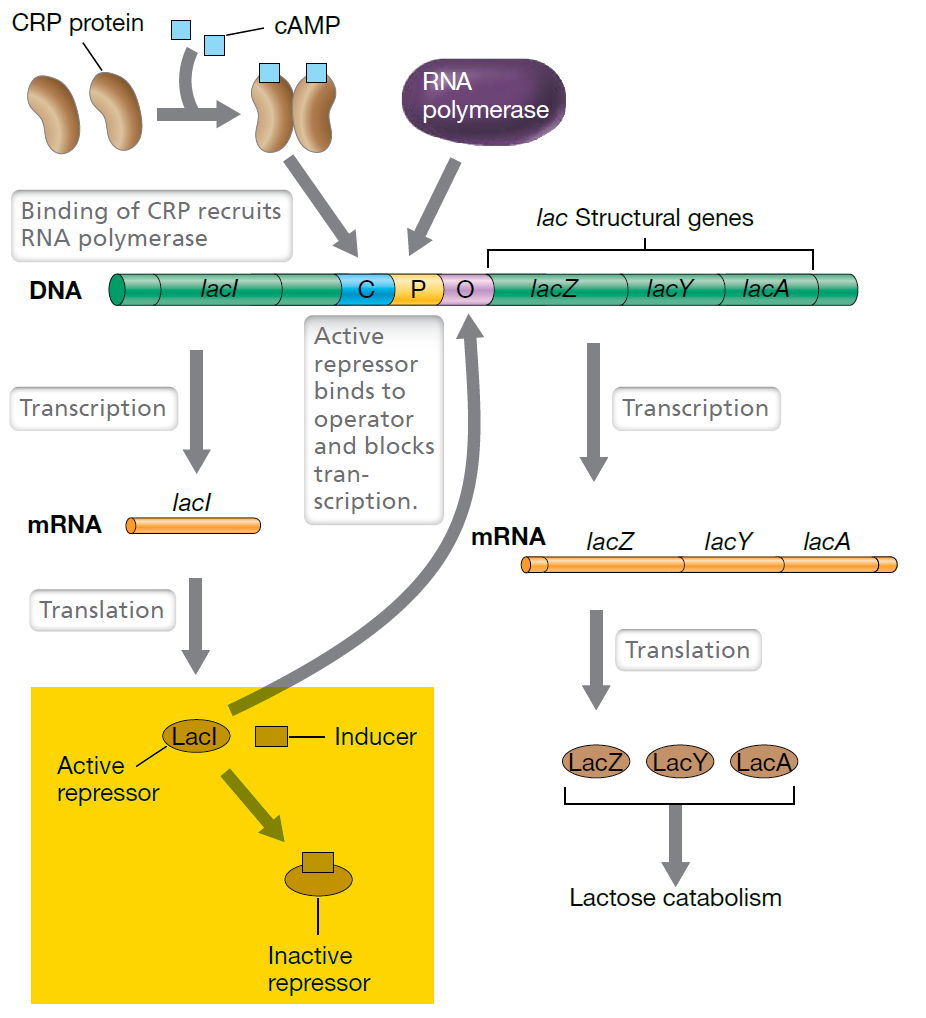 CRP protein
cAMP
RNA
polymerase
Binding of CRP recruits
RNA polymerase
lac Structural genes
DNA
lacI
C
P
O
lacZ
lacY
lacA
Active
repressor
binds to
operator
and blocks
tran-
scription.
Transcription
Transcription
mRNA
lacI
mRNA
lacZ
lacY
lacA
Translation
Translation
LacI
Inducer
Active
repressor
LacZ
LacY
LacA
Lactose catabolism
Inactive
repressor